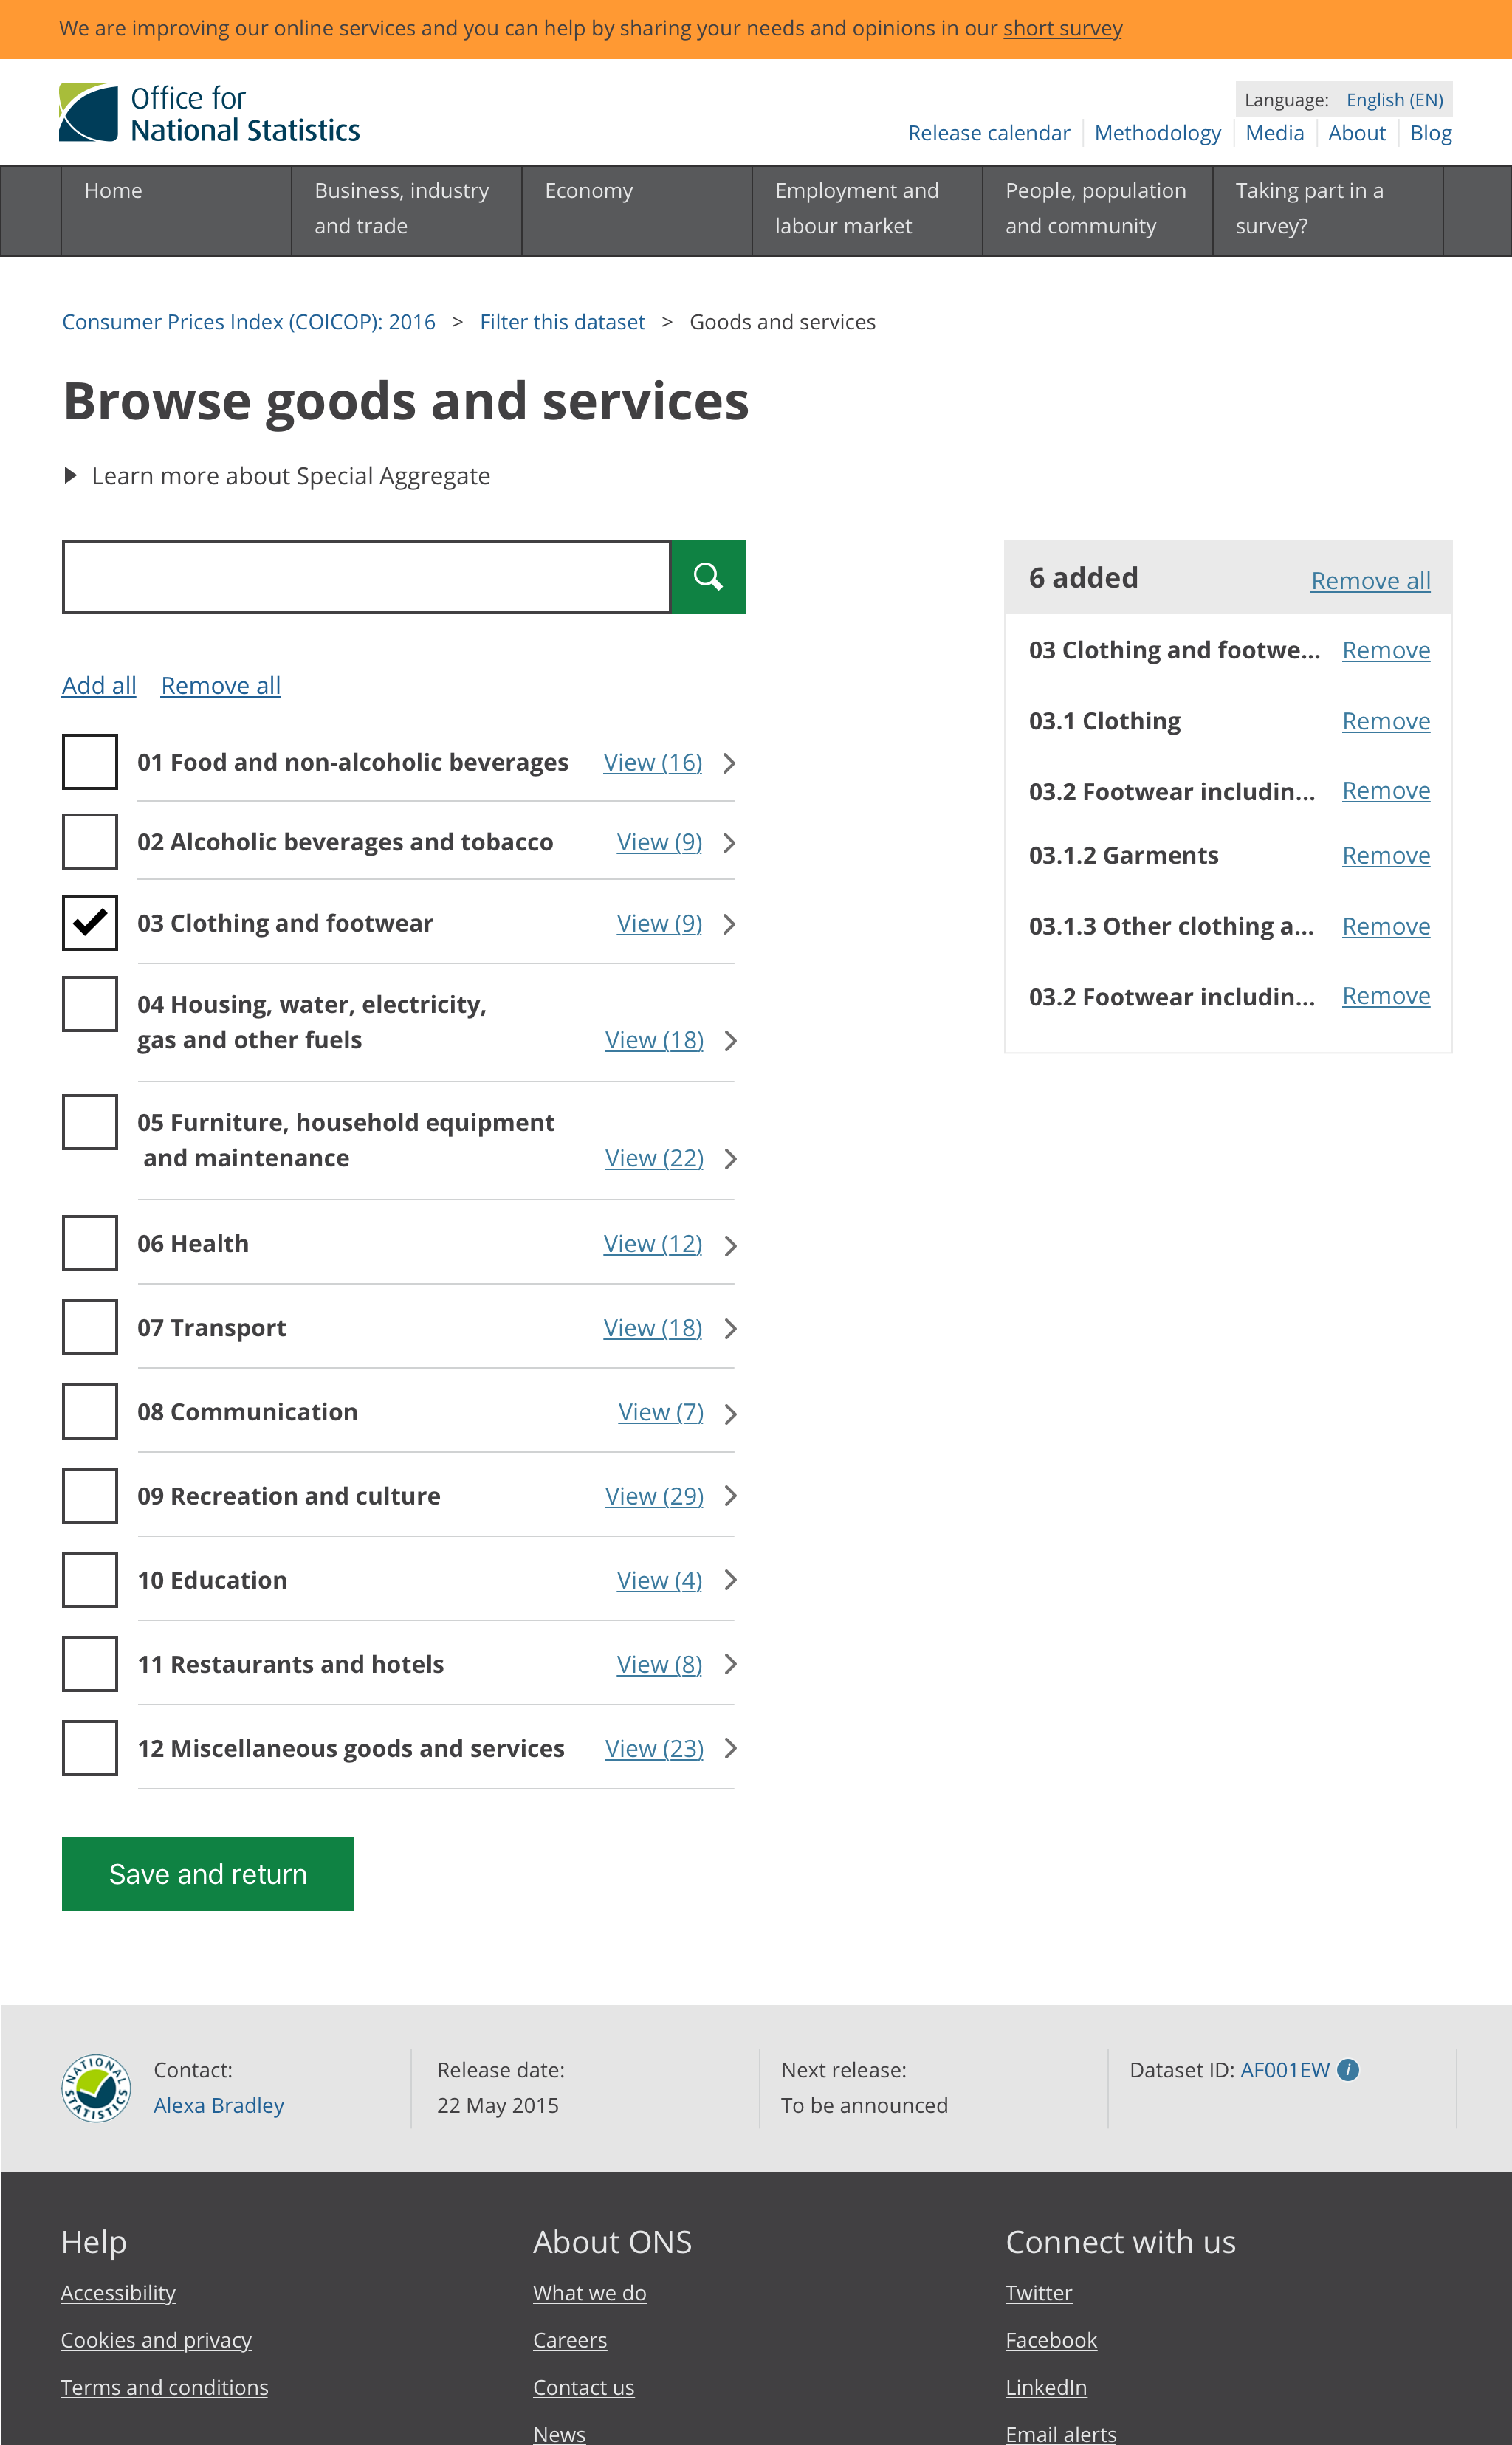 We are improving our online services and you can help by sharing your needs and opinions in our short survey
Office for
National Statistics
Language: English (EN)
Release calendar Methodology Media About Blog
Home
Business, industry
and trade
Economy
Employment and
labour market
People, population
and community
Taking part in a
survey?
Consumer Prices Index (COICOP): 2016 > Filter this dataset > Goods and services
Browse goods and services
Learn more about Special Aggregate
Add all Remove all
01 Food and non-alcoholic beverages View (16)
02 Alcoholic beverages and tobacco View (9)
03 Clothing and footwear View (9)
04 Housing, water, electricity,
gas and other fuels View (18)
05 Furniture, household equipment
and maintenance View (22)
06 Health View (12)
07 Transport View (18)
08 Communication View (7)
09 Recreation and culture View (29)
10 Education View (4)
11 Restaurants and hotels View (8)
12 Miscellaneous goods and services View (23)
Save and return
6 added Remove all
03 Clothing and footwe... Remove
03.1 Clothing Remove
03.2 Footwear includin... Remove
03.1.2 Garments Remove
03.1.3 Other clothing a... Remove
03.2 Footwear includin... Remove
NATIONAL STATISTICS
Contact:
Alexa Bradley
Release date:
22 May 2015
Next release:
To be announced
Dataset ID: AF001EW i
Help
Accessibility
Cookies and privacy
Terms and conditions
About ONS
What we do
Careers
Contact us
News
Connect with us
Twitter
Facebook
LinkedIn
Email alerts